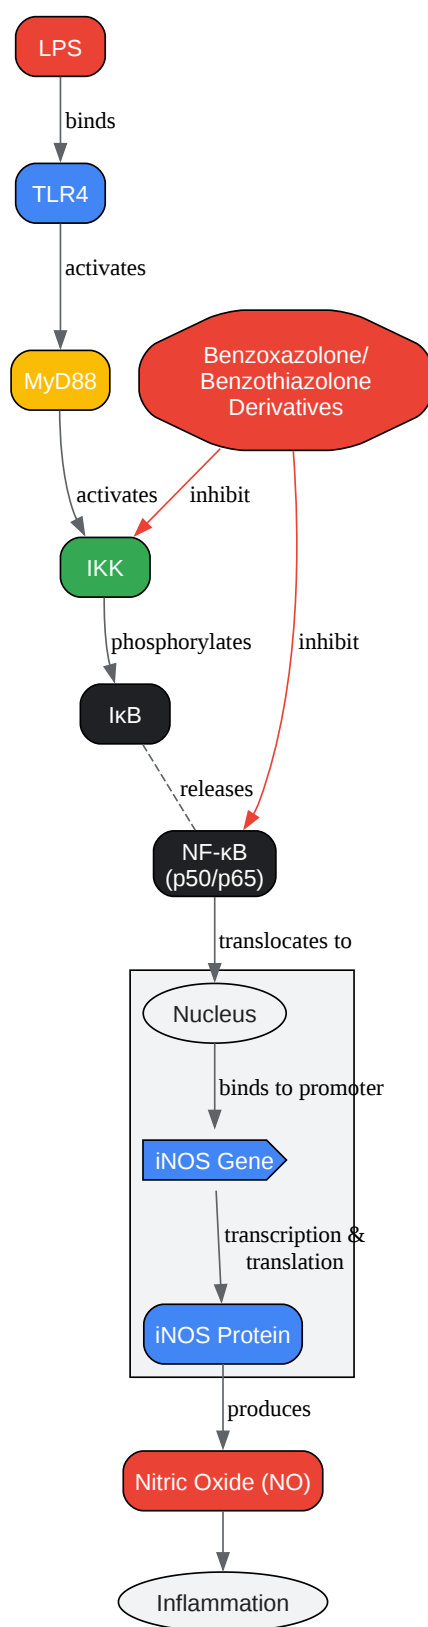 LPS
binds
TLR4
activates
MyD88
Benzoxazolone/
Benzothiazolone
Derivatives
activates
inhibit
IKK
phosphorylates
inhibit
IκB
releases
NF-κB
(p50/p65)
translocates to
Nucleus
binds to promoter
iNOS Gene
transcription &
translation
iNOS Protein
produces
Nitric Oxide (NO)
Inflammation